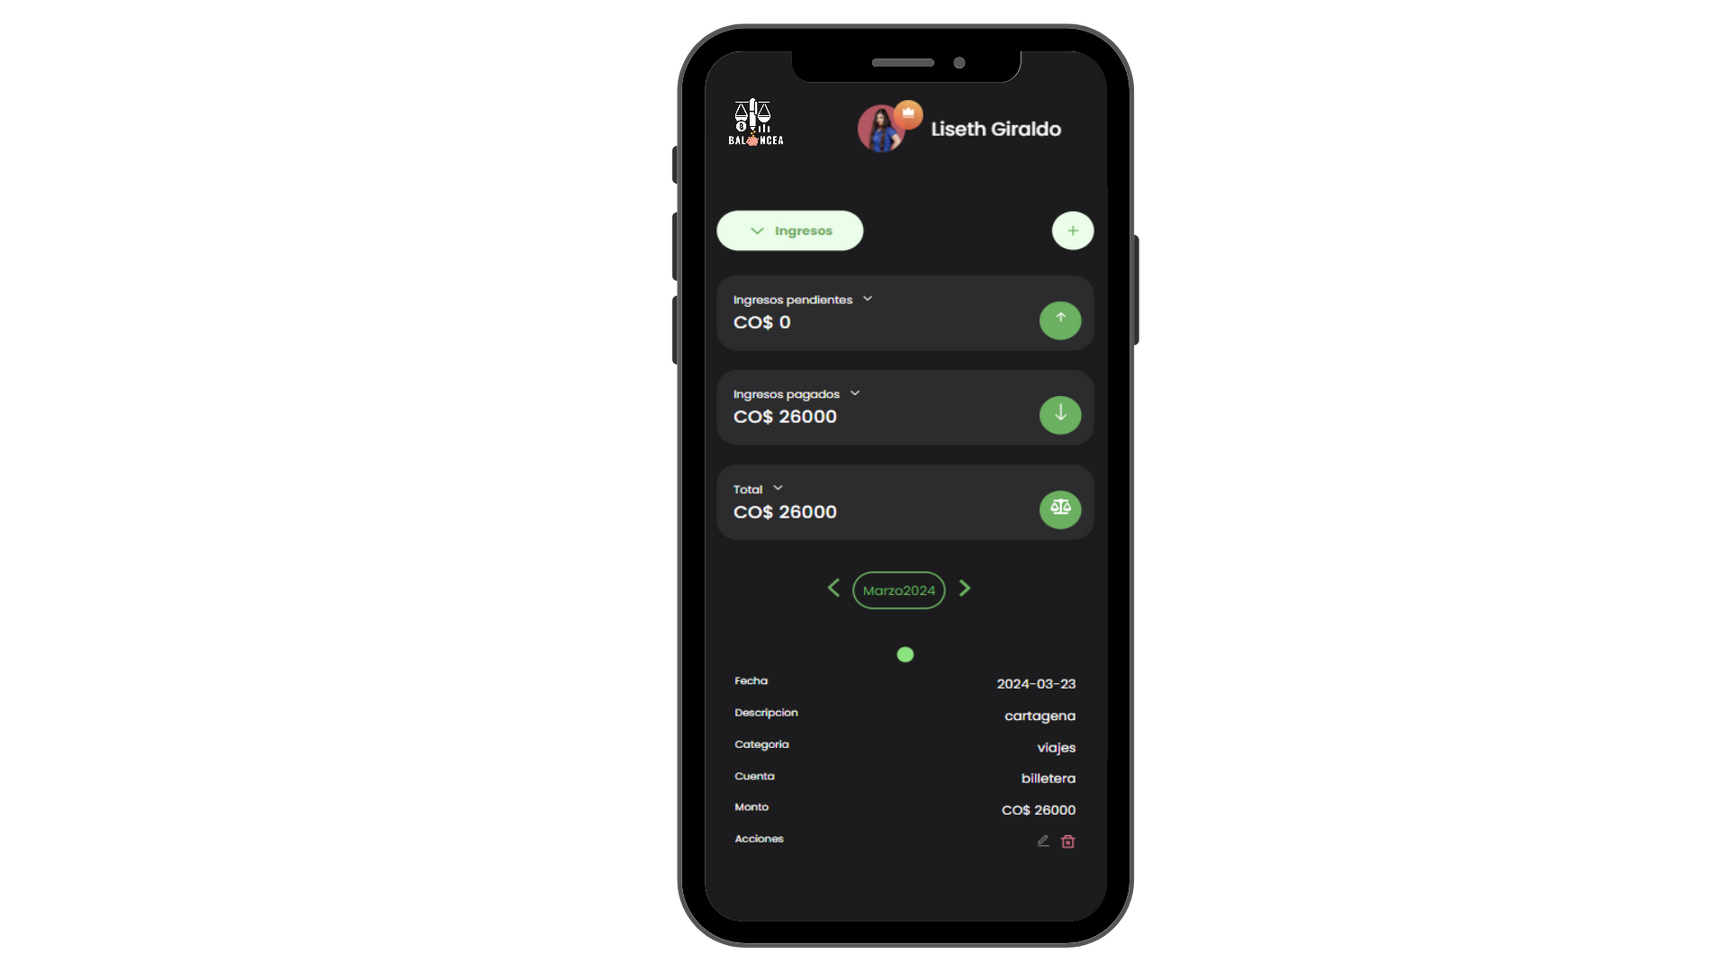 BALANCEA
Liseth Giraldo
Ingresos
Ingresos pendientes
CO$ 0
Ingresos pagados
CO$ 26000
Total
CO$ 26000
Marzo2024
Fecha 2024-03-23
Descripcion cartagena
Categoria viajes
Cuenta billetera
Monto CO$ 26000
Acciones